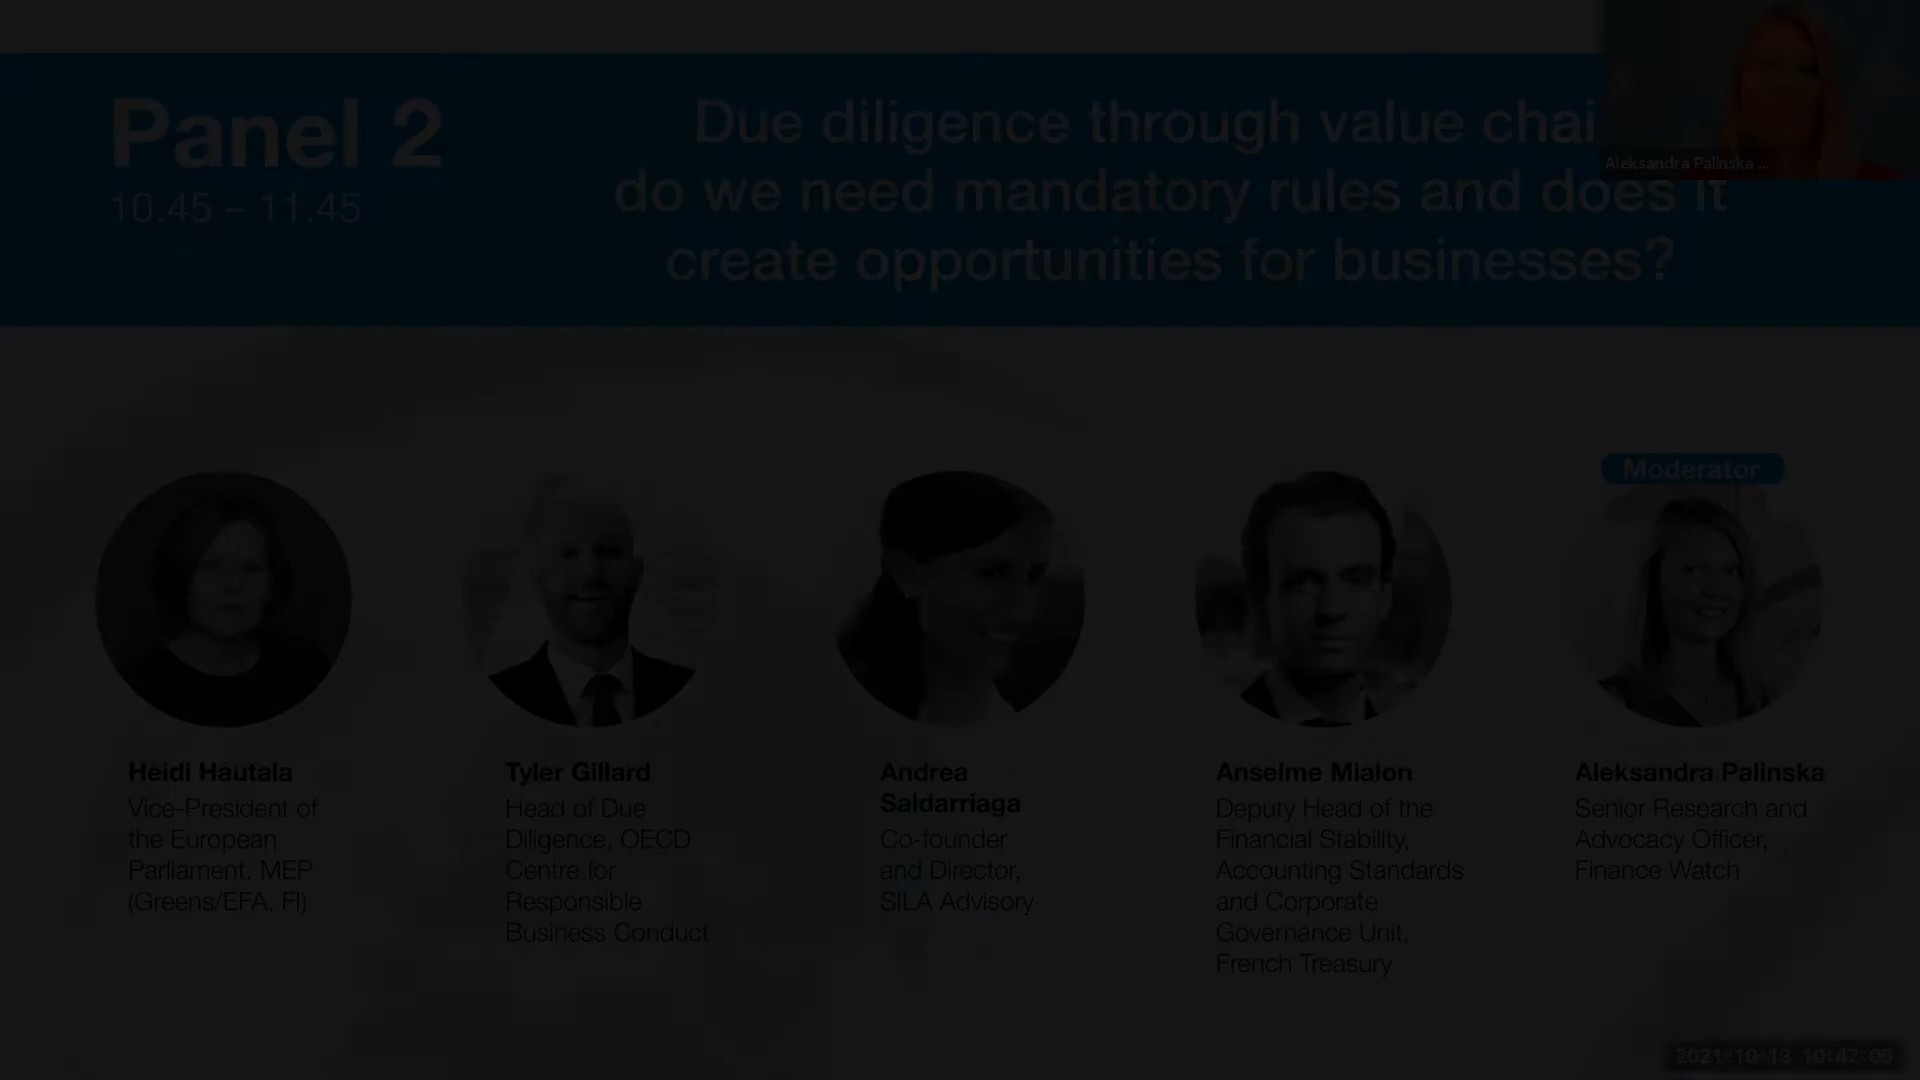 Panel 2
10.45 – 11.45
Due diligence through value chai
do we need mandatory rules and does it
create opportunities for businesses?
Aleksandra Palinska ...
Moderator
Heidi Hautala
Vice-President of
the European
Parliament, MEP
(Greens/EFA, FI)
Tyler Gillard
Head of Due
Diligence, OECD
Centre for
Responsible
Business Conduct
Andrea
Saldarriaga
Co-founder
and Director,
SILA Advisory
Anselme Mialon
Deputy Head of the
Financial Stability,
Accounting Standards
and Corporate
Governance Unit,
French Treasury
Aleksandra Palinska
Senior Research and
Advocacy Officer,
Finance Watch
2021-10-13 10:47:05